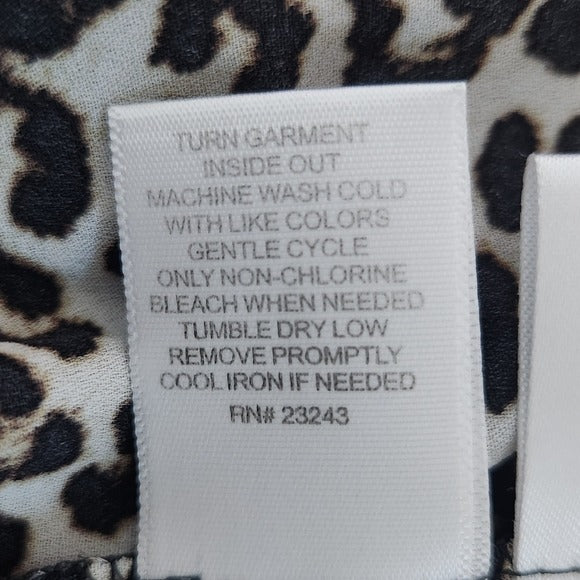 TURN GARMENT
INSIDE OUT
MACHINE WASH COLD
WITH LIKE COLORS
GENTLE CYCLE
ONLY NON-CHLORINE
BLEACH WHEN NEEDED
TUMBLE DRY LOW
REMOVE PROMPTLY
COOL IRON IF NEEDED
RN# 23243